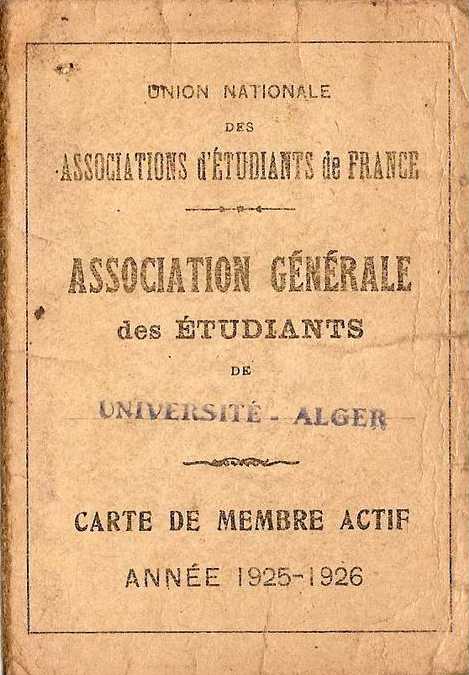 UNION NATIONALE
DES
ASSOCIATIONS d'ÉTUDIANTS de FRANCE
ASSOCIATION GÉNÉRALE
des ÉTUDIANTS
DE
UNIVERSITÉ - ALGER
CARTE DE MEMBRE ACTIF
ANNÉE 1925-1926